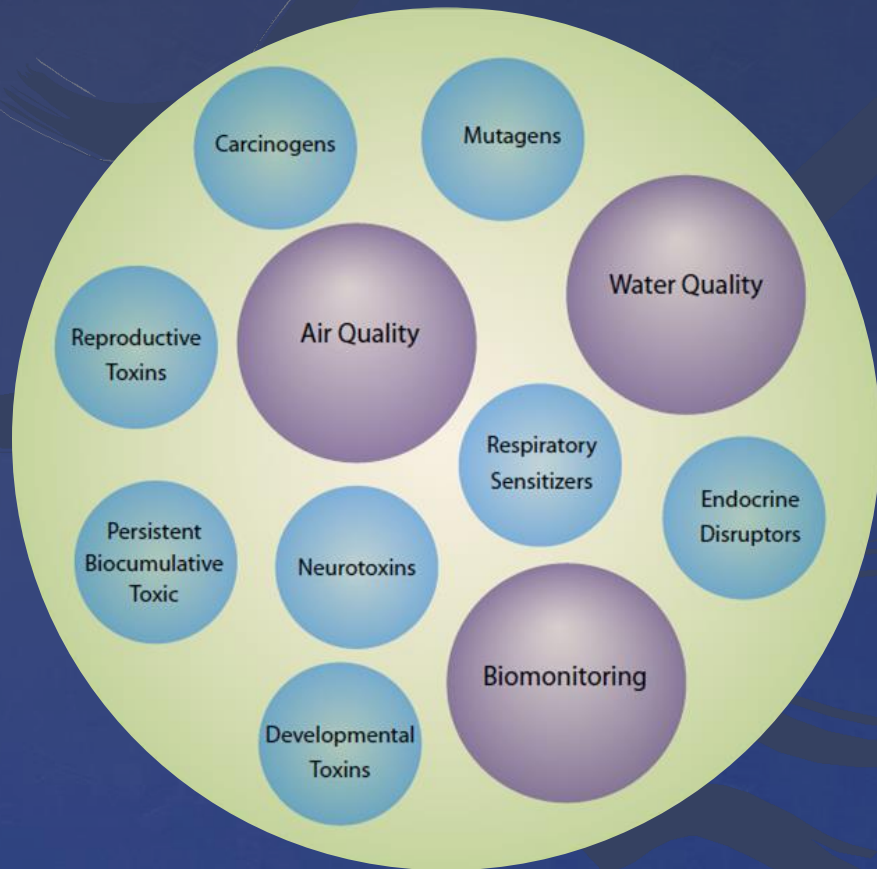 Carcinogens
Mutagens
Water Quality
Air Quality
Reproductive
Toxins
Respiratory
Sensitizers
Endocrine
Disruptors
Persistent
Biocumulative
Toxic
Neurotoxins
Biomonitoring
Developmental
Toxins